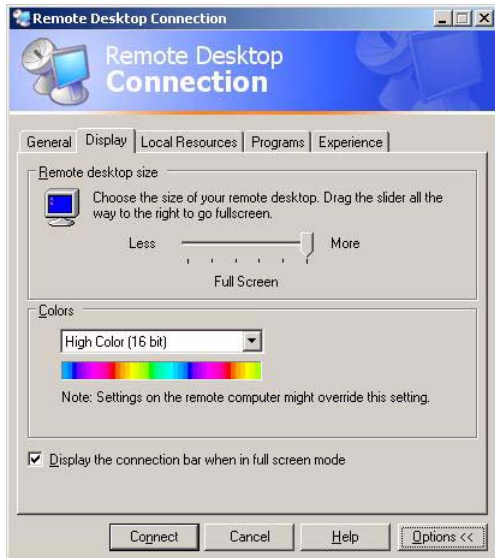 Remote Desktop Connection
Remote Desktop
Connection
General
Display
Local Resources
Programs
Experience
Remote desktop size
Choose the size of your remote desktop. Drag the slider all the
way to the right to go fullscreen.
Less
More
Full Screen
Colors
High Color (16 bit)
Note: Settings on the remote computer might override this setting.
Display the connection bar when in full screen mode
Connect
Cancel
Help
Options <<